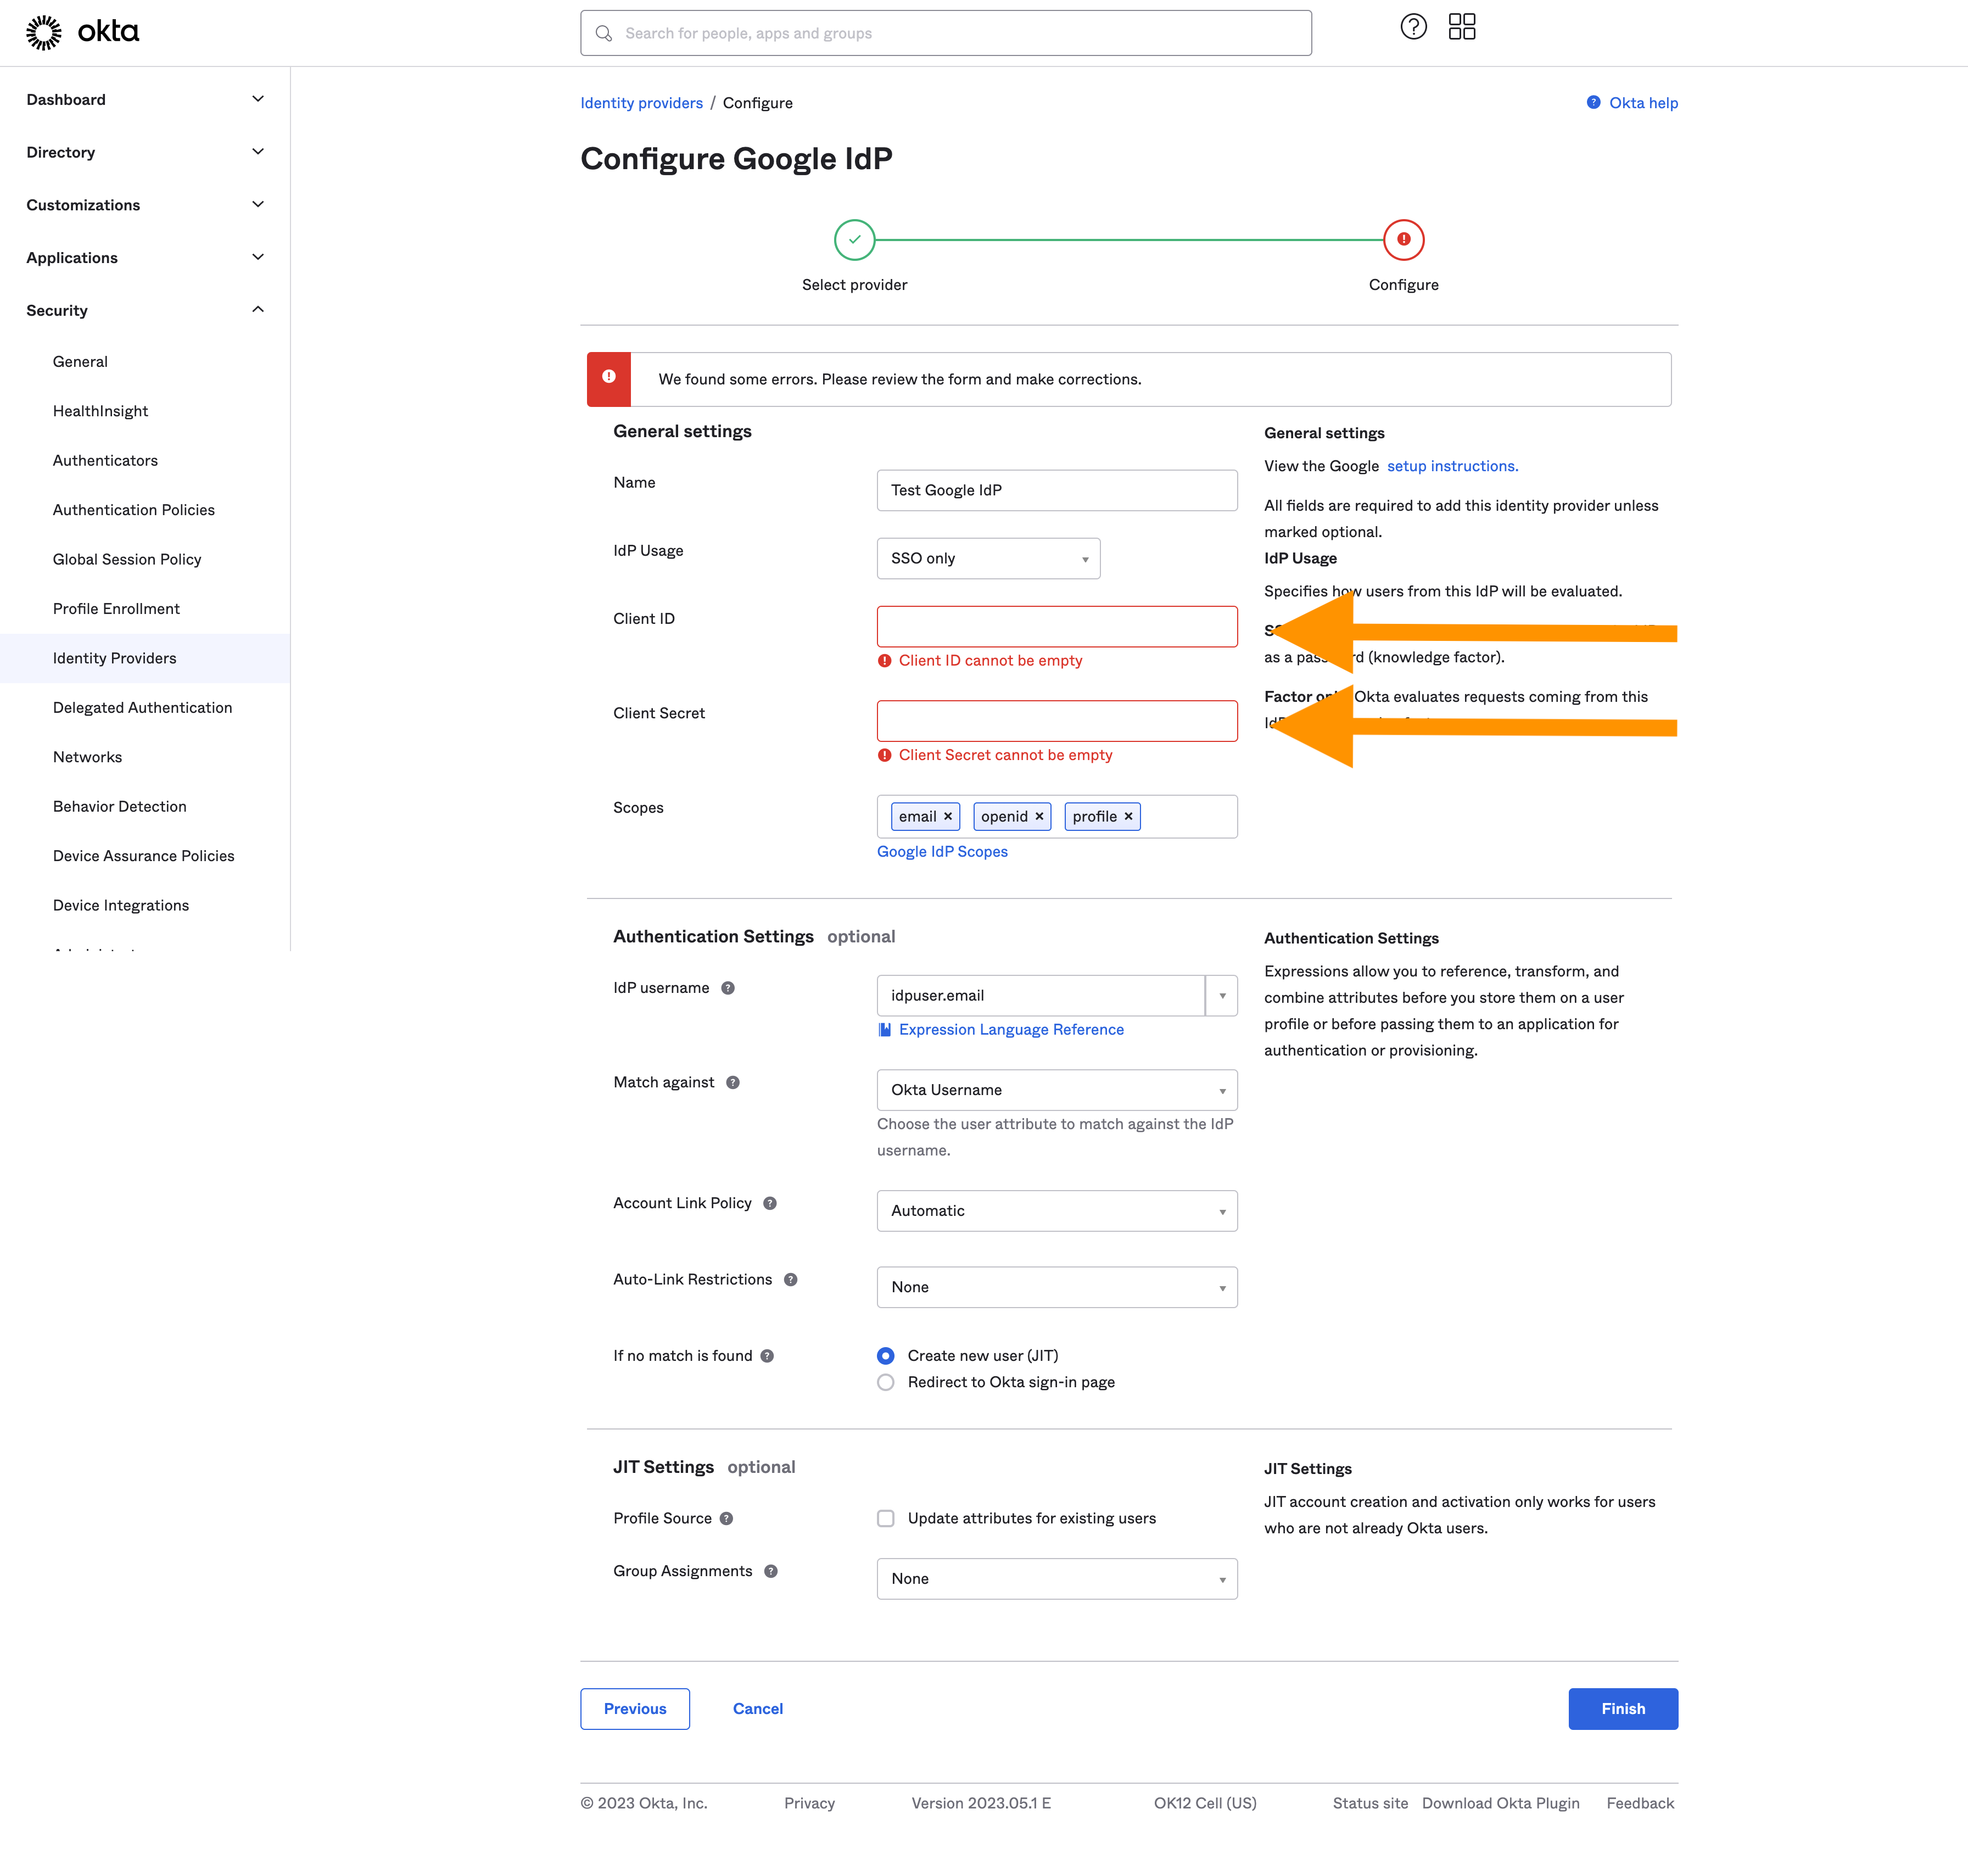 okta
Search for people, apps and groups
Dashboard
Directory
Customizations
Applications
Security
General
HealthInsight
Authenticators
Authentication Policies
Global Session Policy
Profile Enrollment
Identity Providers
Delegated Authentication
Networks
Behavior Detection
Device Assurance Policies
Device Integrations
Identity providers / Configure
Okta help
Configure Google IdP
Select provider
Configure
We found some errors. Please review the form and make corrections.
General settings
Name
Test Google IdP
IdP Usage
SSO only
Client ID
Client ID cannot be empty
Client Secret
Client Secret cannot be empty
Scopes
email × openid × profile ×
Google IdP Scopes
General settings
View the Google setup instructions.
All fields are required to add this identity provider unless
marked optional.
IdP Usage
Specifies how users from this IdP will be evaluated.
as a (knowledge factor).
Factor Okta evaluates requests coming from this
Authentication Settings optional
IdP username
idpuser.email
Expression Language Reference
Match against
Okta Username
Choose the user attribute to match against the IdP
username.
Account Link Policy
Automatic
Auto-Link Restrictions
None
If no match is found
Create new user (JIT)
Redirect to Okta sign-in page
Authentication Settings
Expressions allow you to reference, transform, and
combine attributes before you store them on a user
profile or before passing them to an application for
authentication or provisioning.
JIT Settings optional
Profile Source
Update attributes for existing users
Group Assignments
None
JIT Settings
JIT account creation and activation only works for users
who are not already Okta users.
Previous
Cancel
Finish
© 2023 Okta, Inc. Privacy Version 2023.05.1 E OK12 Cell (US) Status site Download Okta Plugin Feedback